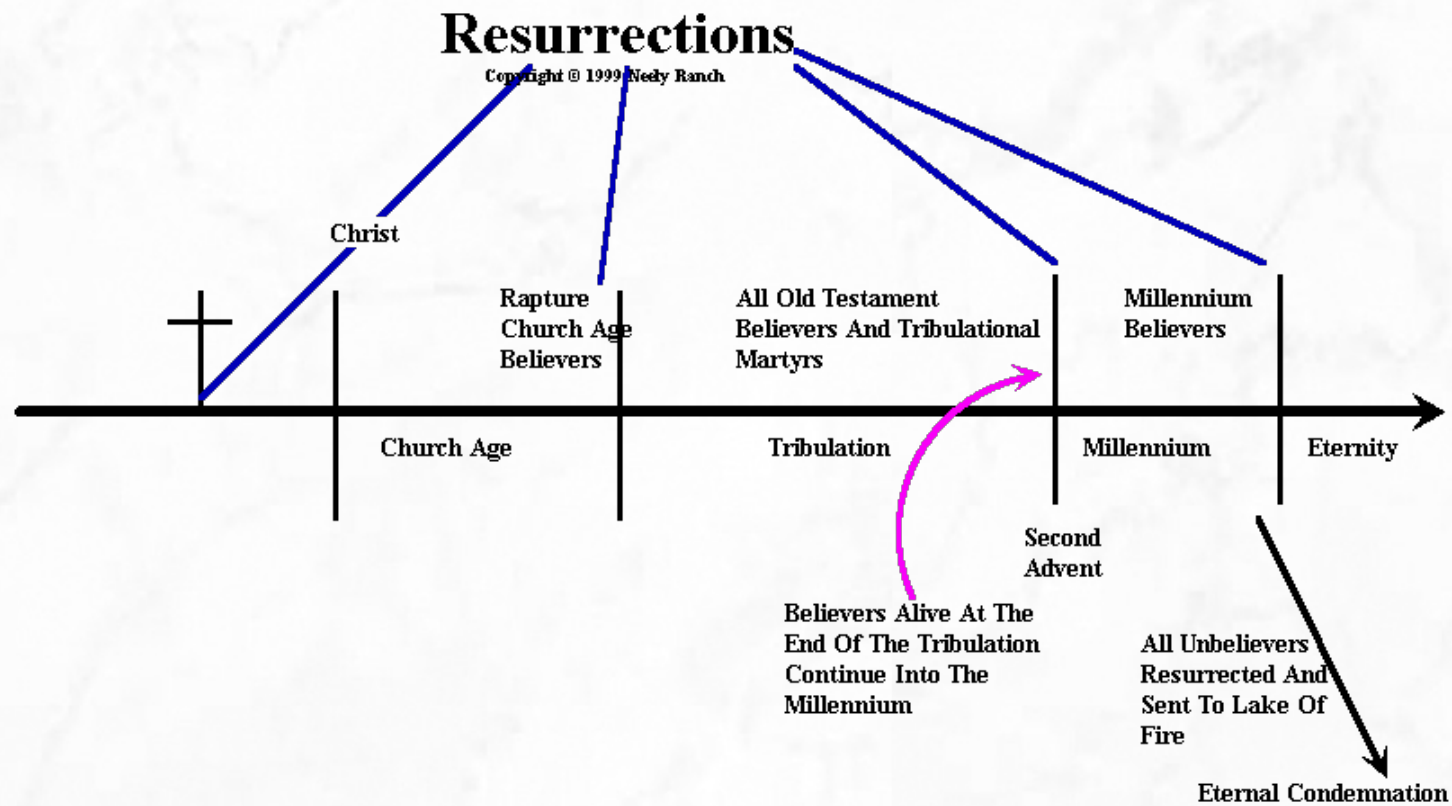 Resurrections
Copyright © 1999 Neely Ranch
Christ
Rapture
Church Age
Believers
All Old Testament
Believers And Tribulational
Martyrs
Millennium
Believers
Church Age
Tribulation
Millennium
Eternity
Second
Advent
Believers Alive At The
End Of The Tribulation
Continue Into The
Millennium
All Unbelievers
Resurrected And
Sent To Lake Of
Fire
Eternal Condemnation